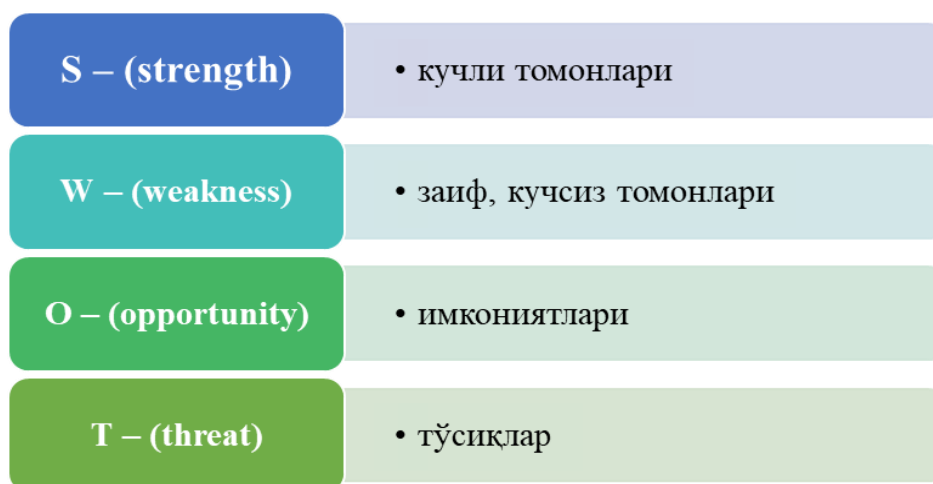 S – (strength)
• кучли томонлари
W – (weakness)
• заиф, кучсиз томонлари
O – (opportunity)
• имкониятлари
T – (threat)
• тўсиқлар